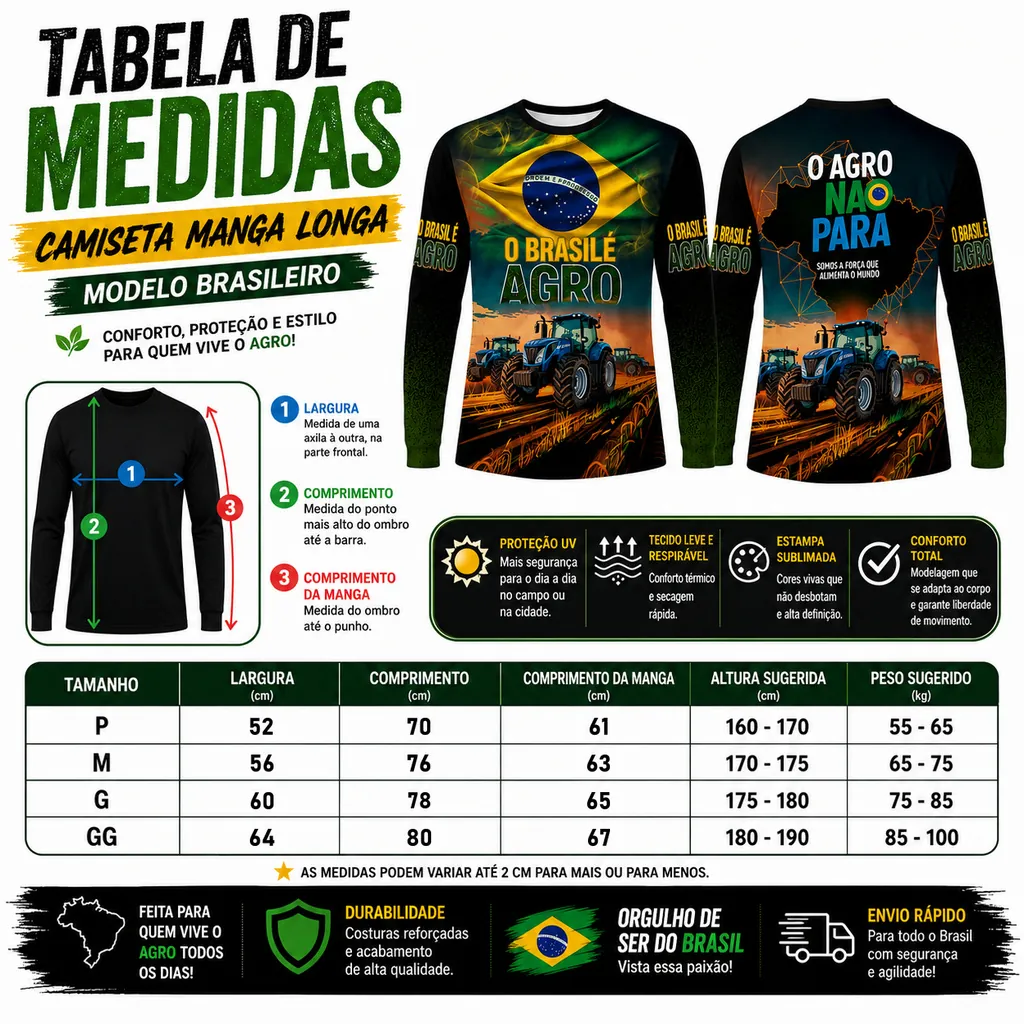 TABELA DE
MEDIDAS
CAMISETA MANGA LONGA
MODELO BRASILEIRO
CONFORTO, PROTEÇÃO E ESTILO
PARA QUEM VIVE O AGRO!
ORDEM E PROGRESSO
O BRASIL É
AGRO
O BRASILÉ
AGRO
O BRASIL É
AGRO
O BRASIL É
AGRO
O AGRO
NÃO
PARA
SOMOS A FORÇA QUE
ALIMENTA O MUNDO
O BRASIL É
AGRO
1
2
3
1 LARGURA
Medida de uma
axila à outra, na
parte frontal.
2 COMPRIMENTO
Medida do ponto
mais alto do ombro
até a barra.
3 COMPRIMENTO
DA MANGA
Medida do ombro
até o punho.
PROTEÇÃO UV
Mais segurança
para o dia a dia
no campo ou
na cidade.
TECIDO LEVE E
RESPIRÁVEL
Conforto térmico
e secagem
rápida.
ESTAMPA
SUBLIMADA
Cores vivas que
não desbotam
e alta definição.
CONFORTO
TOTAL
Modelagem que
se adapta ao corpo
e garante liberdade
de movimento.
TAMANHO LARGURA (cm) COMPRIMENTO (cm) COMPRIMENTO DA MANGA (cm) ALTURA SUGERIDA (cm) PESO SUGERIDO (kg)
P 52 70 61 160 - 170 55 - 65
M 56 76 63 170 - 175 65 - 75
G 60 78 65 175 - 180 75 - 85
GG 64 80 67 180 - 190 85 - 100
AS MEDIDAS PODEM VARIAR ATÉ 2 CM PARA MAIS OU PARA MENOS.
FEITA PARA
QUEM VIVE O
AGRO TODOS
OS DIAS!
DURABILIDADE
Costuras reforçadas
e acabamento
de alta qualidade.
ORGULHO DE
SER DO BRASIL
Vista essa paixão!
ENVIO RÁPIDO
Para todo o Brasil
com segurança
e agilidade!